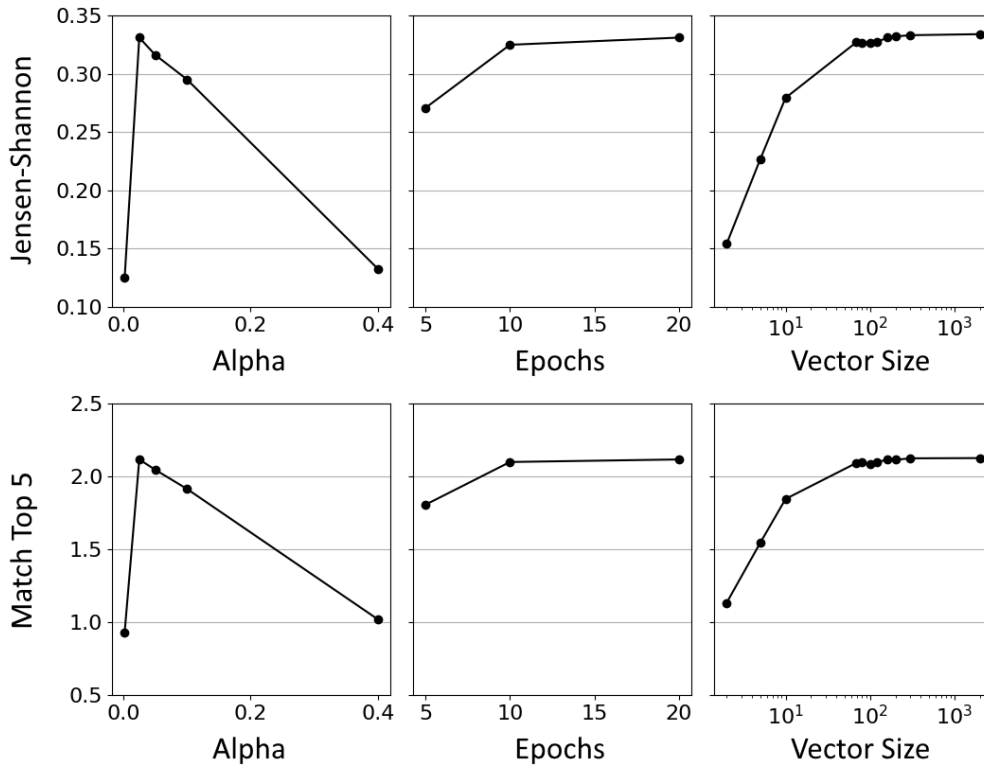 Jensen-Shannon
0.35
0.30
0.25
0.20
0.15
0.10
0.0 0.2 0.4
Alpha
5 10 15 20
Epochs
10¹ 10² 10³
Vector Size
Match Top 5
2.5
2.0
1.5
1.0
0.5
0.0 0.2 0.4
Alpha
5 10 15 20
Epochs
10¹ 10² 10³
Vector Size